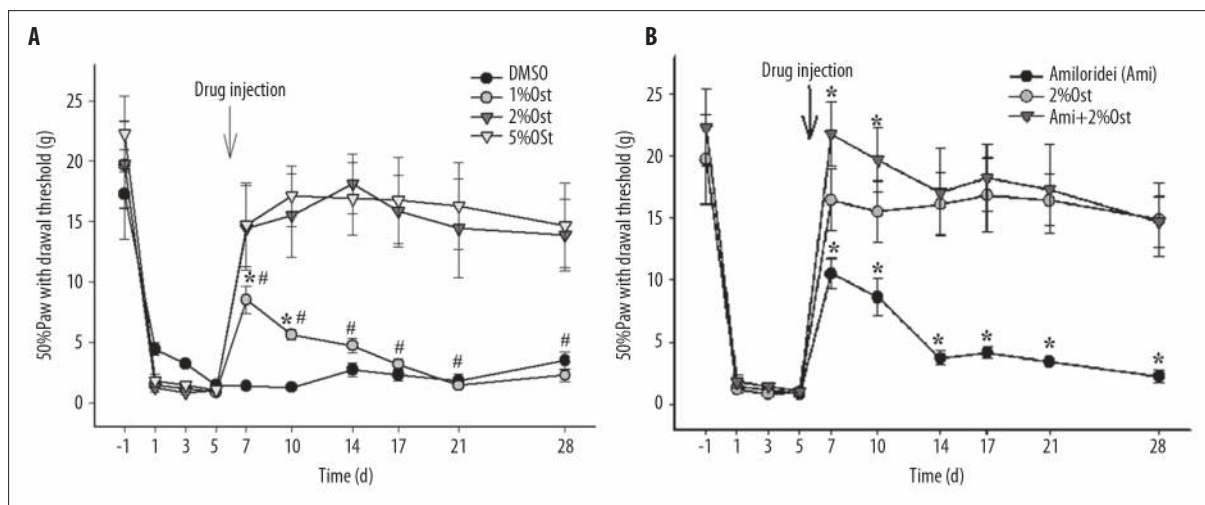 A
DMSO
1%Ost
2%Ost
5%OSt
Drug injection
50%Paw with drawal threshold (g)
25
20
15
10
5
0
*#
*#
#
#
#
#
-1 1 3 5 7 10 14 17 21 28
Time (d)
B
Amiloridei (Ami)
2%Ost
Ami+2%Ost
Drug injection
50%Paw with drawal threshold (g)
25
20
15
10
5
0
*
*
*
*
*
*
*
*
-1 1 3 5 7 10 14 17 21 28
Time (d)